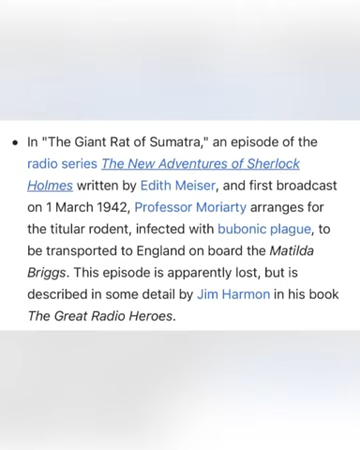 • In "The Giant Rat of Sumatra," an episode of the
radio series The New Adventures of Sherlock
Holmes written by Edith Meiser, and first broadcast
on 1 March 1942, Professor Moriarty arranges for
the titular rodent, infected with bubonic plague, to
be transported to England on board the Matilda
Briggs. This episode is apparently lost, but is
described in some detail by Jim Harmon in his book
The Great Radio Heroes.